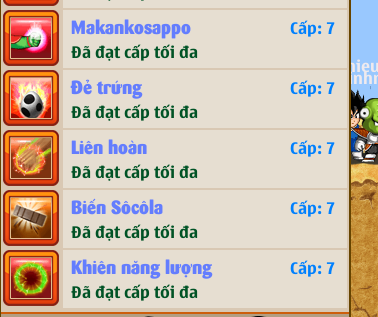 Makankosappo Cấp: 7
Đã đạt cấp tối đa
Đẻ trứng Cấp: 7
Đã đạt cấp tối đa
Liên hoàn Cấp: 7
Đã đạt cấp tối đa
Biến Sôcôla Cấp: 7
Đã đạt cấp tối đa
Khiên năng lượng Cấp: 7
Đã đạt cấp tối đa